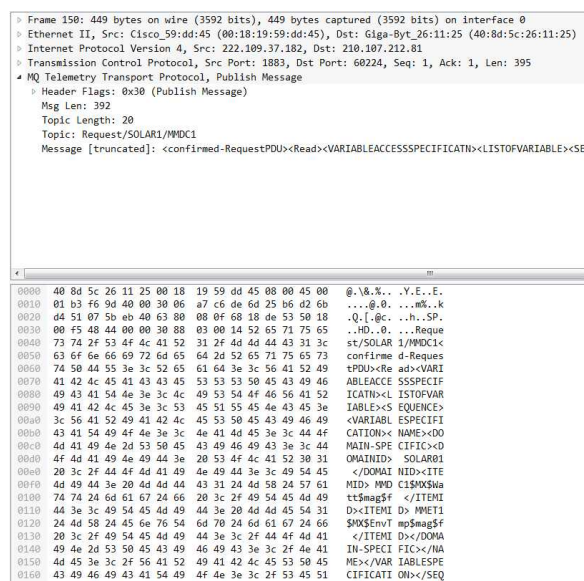 Frame 150: 449 bytes on wire (3592 bits), 449 bytes captured (3592 bits) on interface 0
Ethernet II, Src: Cisco_59:dd:45 (00:18:19:59:dd:45), Dst: Giga-Byt_26:11:25 (40:8d:5c:26:11:25)
Internet Protocol Version 4, Src: 222.109.37.182, Dst: 210.107.212.81
Transmission Control Protocol, Src Port: 1883, Dst Port: 60224, Seq: 1, Ack: 1, Len: 395
MQ Telemetry Transport Protocol, Publish Message
Header Flags: 0x30 (Publish Message)
Msg Len: 392
Topic Length: 20
Topic: Request/SOLAR1/MMDC1
Message [truncated]: <confirmed-RequestPDU><Read><VARIABLEACCESSSPECIFICATN><LISTOFVARIABLE><SE
0000 40 8d 5c 26 11 25 00 18 19 59 dd 45 08 00 45 00 @.\&.%.. .Y.E..E.
0010 01 b3 f6 9d 40 00 30 06 a7 c6 de 6d 25 b6 d2 6b ....@.0. ...m%..k
0020 d4 51 07 5b eb 40 63 80 08 0f 68 18 de 53 50 18 .Q.[.@c. ..h..SP.
0030 00 f5 48 44 00 00 30 88 03 00 14 52 65 71 75 65 ..HD..0. ...Reque
0040 73 74 2f 53 4f 4c 41 52 31 2f 4d 4d 44 43 31 3c st/SOLAR 1/MMDC1<
0050 63 6f 6e 66 69 72 6d 65 64 2d 52 65 71 75 65 73 confirme d-Reques
0060 74 50 44 55 3e 3c 52 65 61 64 3e 3c 56 41 52 49 tPDU><Re ad><VARI
0070 41 42 4c 45 41 43 43 45 53 53 53 50 45 43 49 46 ABLEACCE SSSPECIF
0080 49 43 41 54 4e 3e 3c 4c 49 53 54 4f 46 56 41 52 ICATN><L ISTOFVAR
0090 49 41 42 4c 45 3e 3c 53 45 51 55 45 4e 43 45 3e IABLE><S EQUENCE>
00a0 3c 56 41 52 49 41 42 4c 45 53 50 45 43 49 46 49 <VARIABL ESPECIFI
00b0 43 41 54 49 4f 4e 3e 3c 4e 41 4d 45 3e 3c 44 4f CATION>< NAME><DO
00c0 4d 41 49 4e 2d 53 50 45 43 49 46 49 43 3e 3c 44 MAIN-SPE CIFIC><D
00d0 4f 4d 41 49 4e 49 44 3e 20 53 4f 4c 41 52 30 31 OMAINID> SOLAR01
00e0 20 3c 2f 44 4f 4d 41 49 4e 49 44 3e 3c 49 54 45 </DOMAI NID><ITE
00f0 4d 49 44 3e 20 4d 4d 44 43 31 24 4d 58 24 57 61 MID> MMD C1$MX$Wa
0100 74 74 24 6d 61 67 24 66 20 3c 2f 49 54 45 4d 49 tt$mag$f </ITEMI
0110 44 3e 3c 49 54 45 4d 49 44 3e 20 4d 4d 45 54 31 D><ITEMI D> MMET1
0120 24 4d 58 24 45 6e 76 54 6d 70 24 6d 61 67 24 66 $MX$EnvT mp$mag$f
0130 20 3c 2f 49 54 45 4d 49 44 3e 3c 2f 44 4f 4d 41 </ITEMI D></DOMA
0140 49 4e 2d 53 50 45 43 49 46 49 43 3e 3c 2f 4e 41 IN-SPECI FIC></NA
0150 4d 45 3e 3c 2f 56 41 52 49 41 42 4c 45 53 50 45 ME></VAR IABLESPE
0160 43 49 46 49 43 41 54 49 4f 4e 3e 3c 2f 53 45 51 CIFICATI ON></SEQ